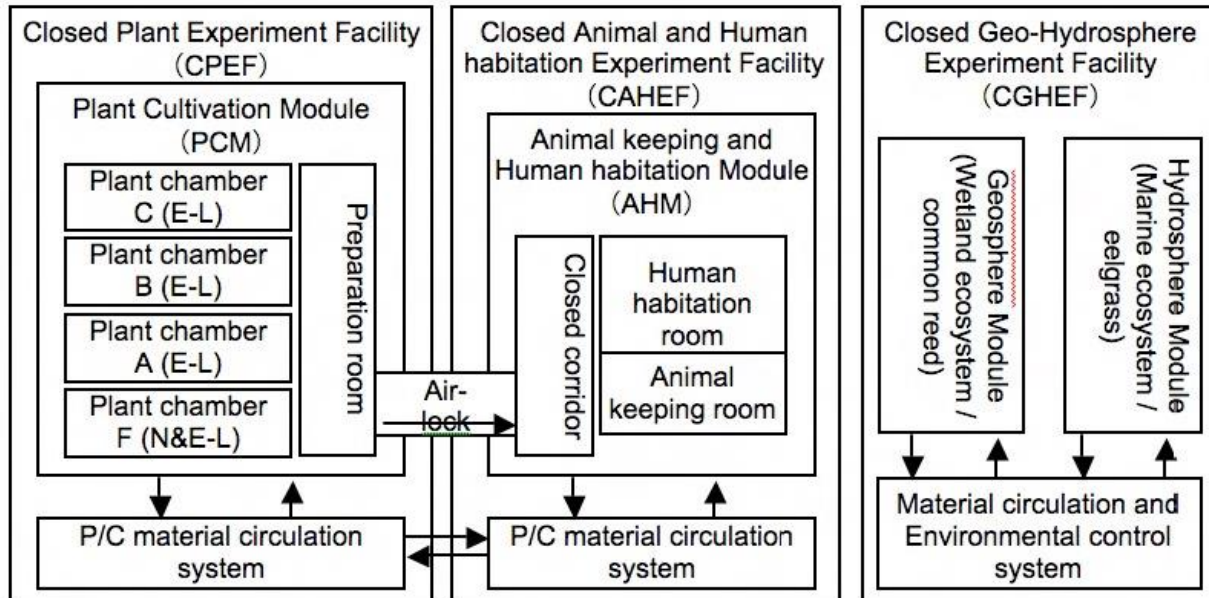 Closed Plant Experiment Facility
（CPEF）
Plant Cultivation Module
（PCM）
Plant chamber
C (E-L)
Plant chamber
B (E-L)
Plant chamber
A (E-L)
Plant chamber
F (N&E-L)
Preparation room
P/C material circulation
system
Air-
lock
Closed Animal and Human
habitation Experiment Facility
（CAHEF）
Animal keeping and
Human habitation Module
（AHM）
Closed corridor
Human
habitation
room
Animal
keeping room
P/C material circulation
system
Closed Geo-Hydrosphere
Experiment Facility
（CGHEF）
Geosphere Module
(Wetland ecosystem /
common reed)
Hydrosphere Module
(Marine ecosystem /
eelgrass)
Material circulation and
Environmental control
system